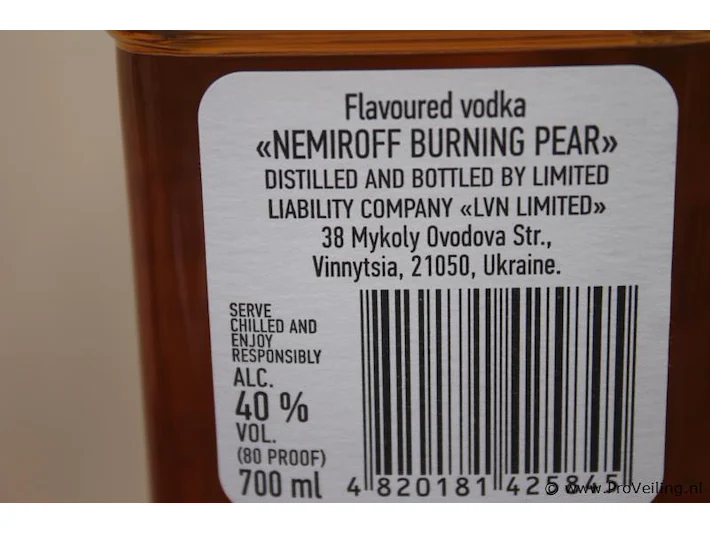 Flavoured vodka
«NEMIROFF BURNING PEAR»
DISTILLED AND BOTTLED BY LIMITED
LIABILITY COMPANY «LVN LIMITED»
38 Mykoly Ovodova Str.,
Vinnytsia, 21050, Ukraine.
SERVE
CHILLED AND
ENJOY
RESPONSIBLY
ALC.
40 %
VOL.
(80 PROOF)
700 ml
4 820181 425845
© www.ProVeiling.nl